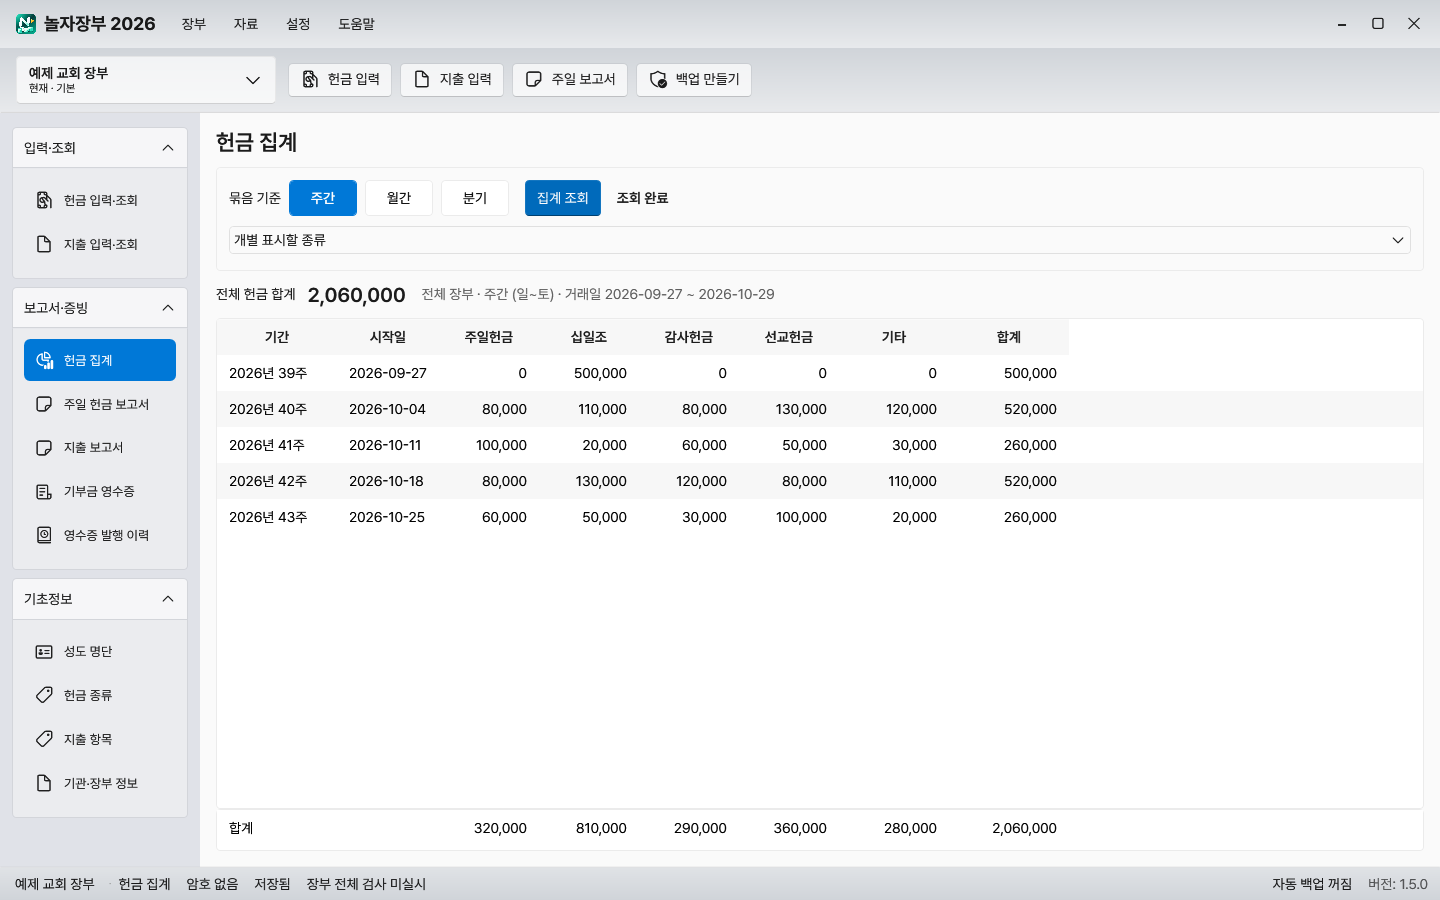 놀자장부 2026 장부 자료 설정 도움말
예제 교회 장부
현재 · 기본
헌금 입력 지출 입력 주일 보고서 백업 만들기
입력·조회
헌금 입력·조회
지출 입력·조회
보고서·증빙
헌금 집계
주일 헌금 보고서
지출 보고서
기부금 영수증
영수증 발행 이력
기초정보
성도 명단
헌금 종류
지출 항목
기관·장부 정보
헌금 집계
묶음 기준 주간 월간 분기 집계 조회 조회 완료
개별 표시할 종류
전체 헌금 합계 2,060,000 전체 장부 · 주간 (일~토) · 거래일 2026-09-27 ~ 2026-10-29
기간 시작일 주일헌금 십일조 감사헌금 선교헌금 기타 합계
2026년 39주 2026-09-27 0 500,000 0 0 0 500,000
2026년 40주 2026-10-04 80,000 110,000 80,000 130,000 120,000 520,000
2026년 41주 2026-10-11 100,000 20,000 60,000 50,000 30,000 260,000
2026년 42주 2026-10-18 80,000 130,000 120,000 80,000 110,000 520,000
2026년 43주 2026-10-25 60,000 50,000 30,000 100,000 20,000 260,000
합계 320,000 810,000 290,000 360,000 280,000 2,060,000
예제 교회 장부 · 헌금 집계 암호 없음 저장됨 장부 전체 검사 미실시 자동 백업 꺼짐 버전: 1.5.0